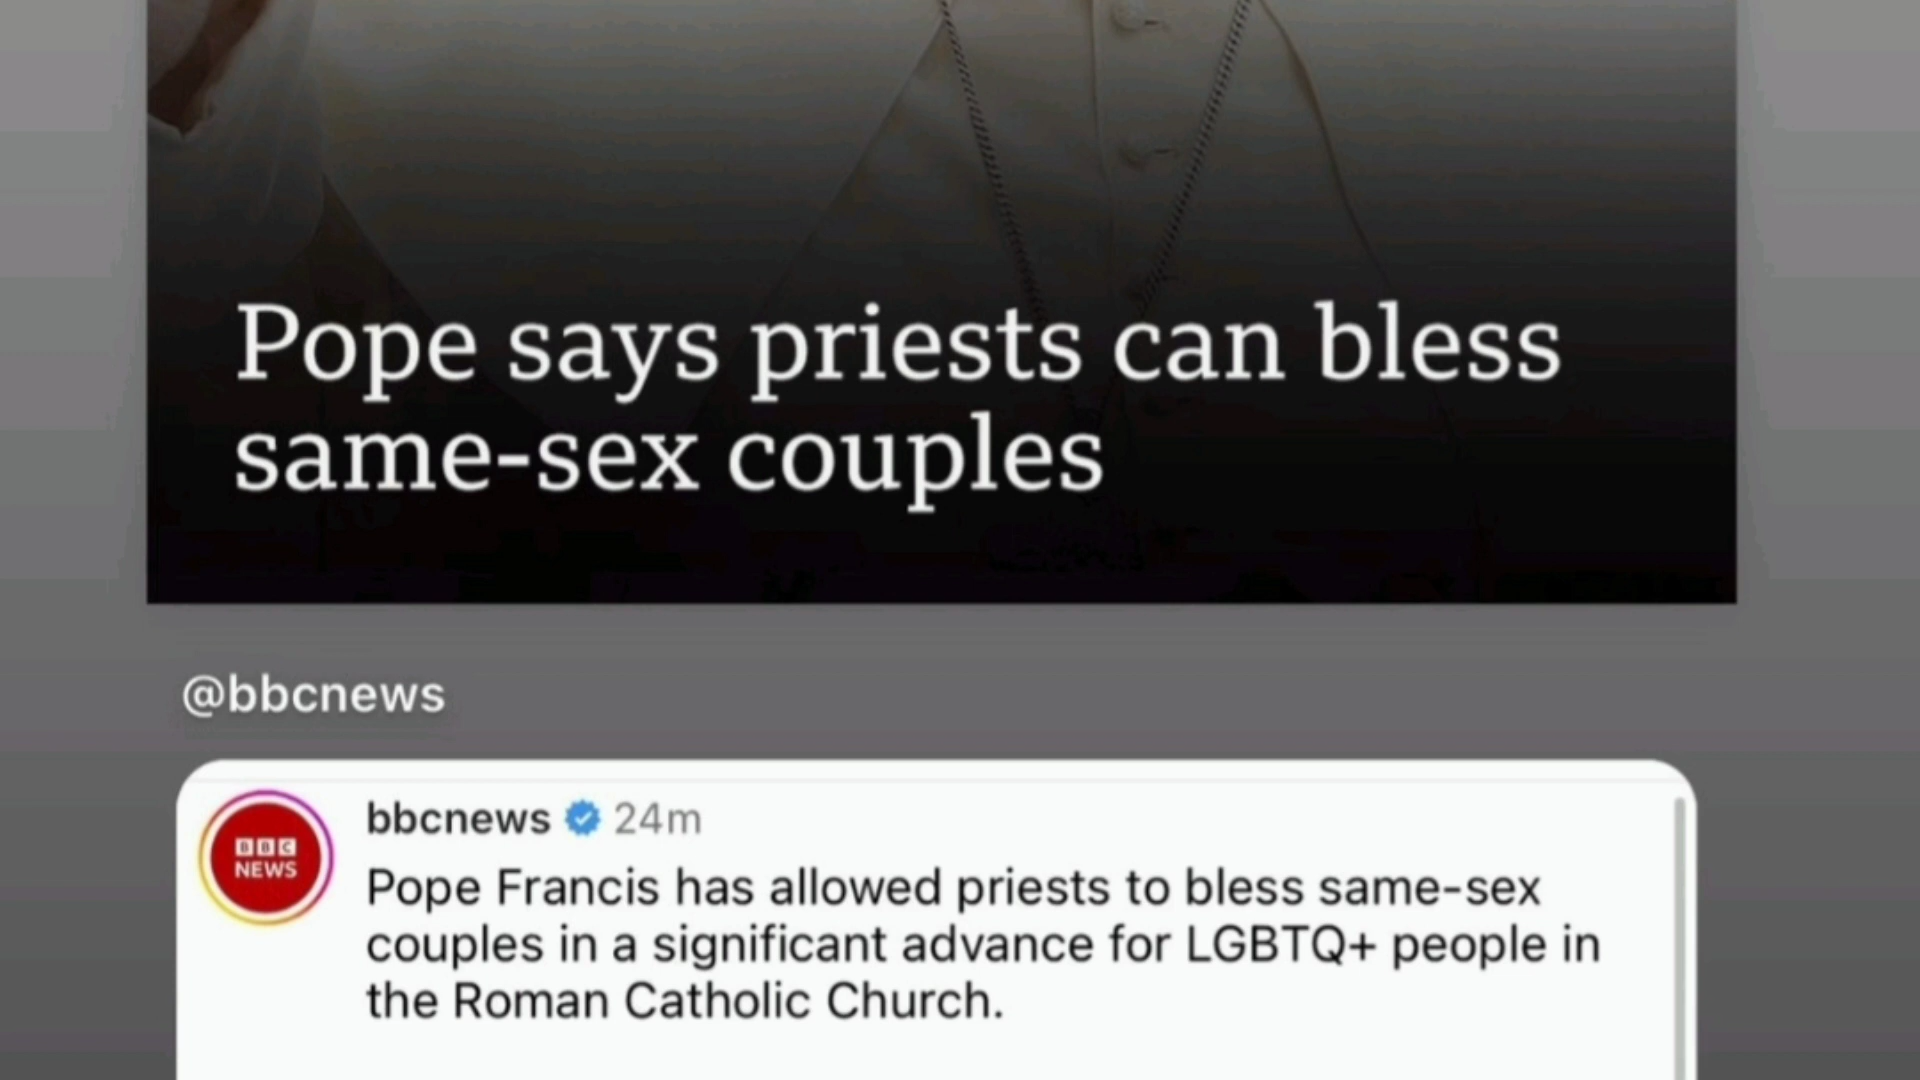 Pope says priests can bless
same-sex couples
@bbcnews
BBC
NEWS
bbcnews 24m
Pope Francis has allowed priests to bless same-sex
couples in a significant advance for LGBTQ+ people in
the Roman Catholic Church.